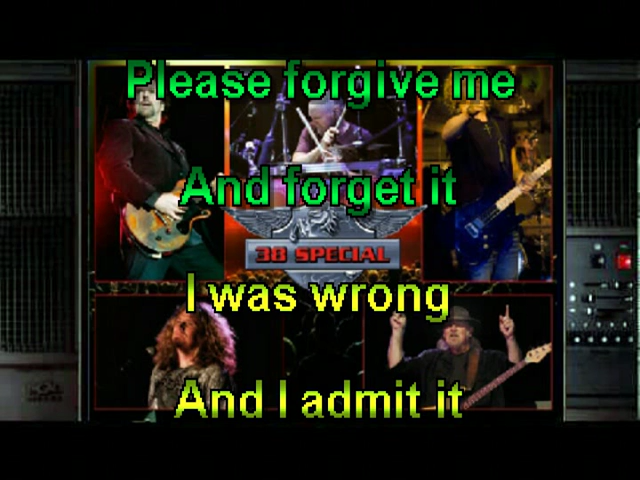 Please forgive me
And forget it
38 SPECIAL
I was wrong
And I admit it